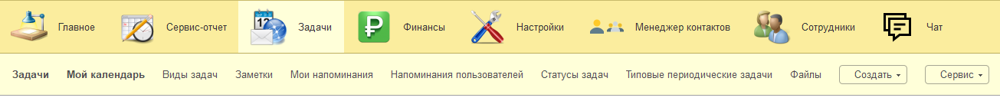 Главное Сервис-отчет 12 Задачи Финансы Настройки Менеджер контактов Сотрудники Чат
Задачи Мой календарь Виды задач Заметки Мои напоминания Напоминания пользователей Статусы задач Типовые периодические задачи Файлы Создать Сервис